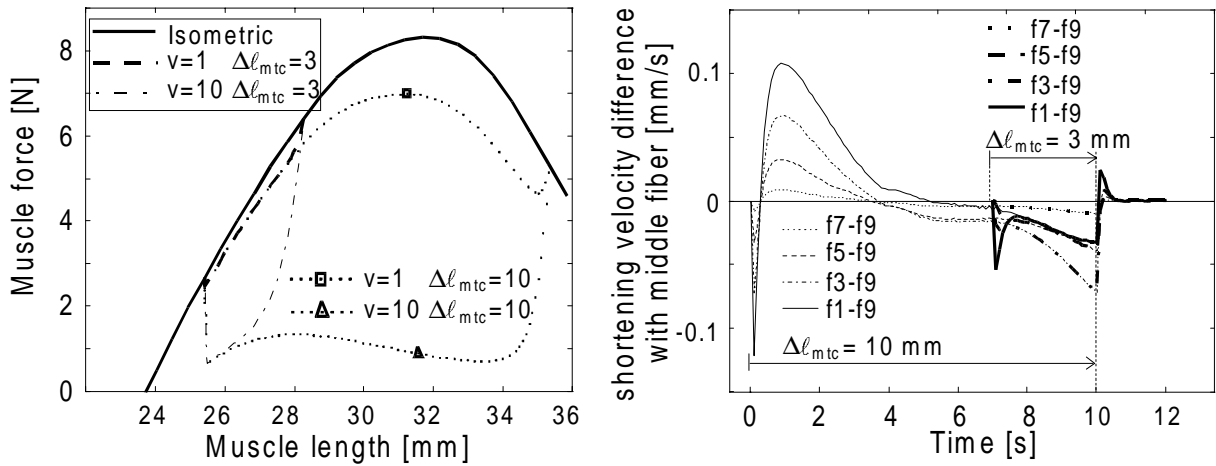 Muscle force [N]
8
6
4
2
0
Isometric
v=1 Δℓmtc=3
v=10 Δℓmtc=3
v=1 Δℓmtc=10
v=10 Δℓmtc=10
24 26 28 30 32 34 36
Muscle length [mm]
shortening velocity difference
with middle fiber [mm/s]
0.1
0
-0.1
f7-f9
f5-f9
f3-f9
f1-f9
Δℓmtc= 3 mm
f7-f9
f5-f9
f3-f9
f1-f9
Δℓmtc= 10 mm
0 2 4 6 8 10 12
Time [s]